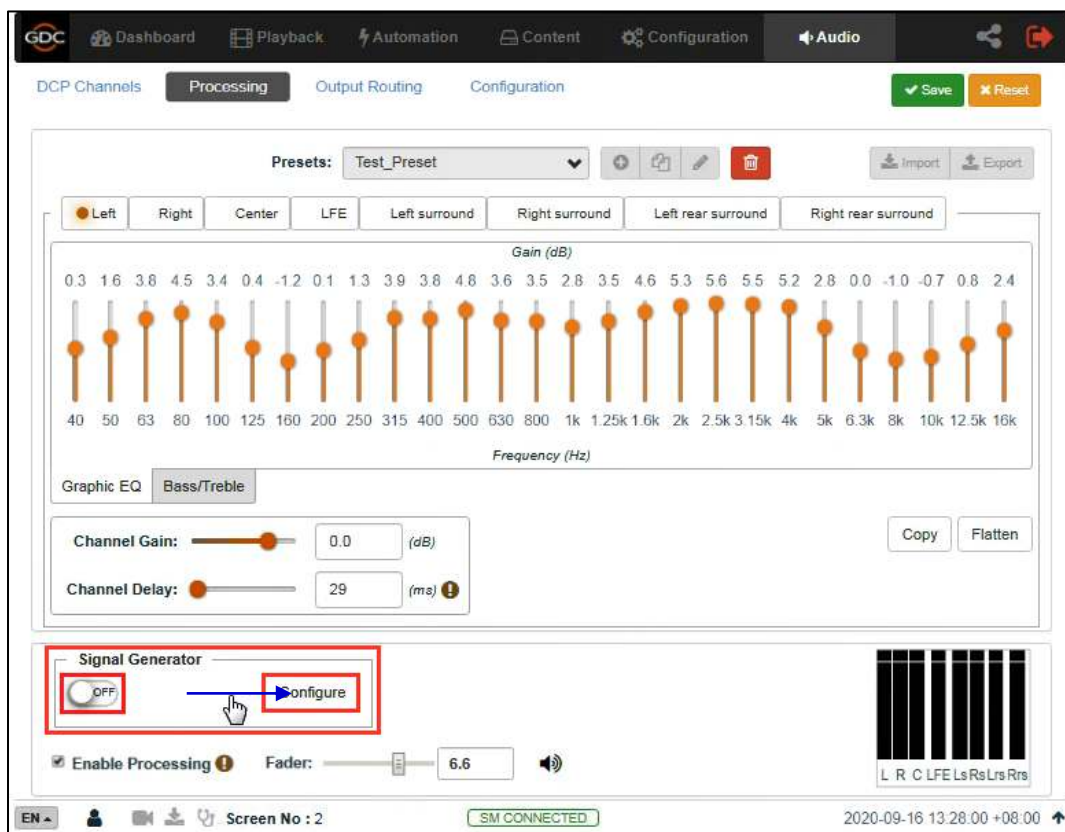 GDC Dashboard Playback Automation Content Configuration Audio
DCP Channels Processing Output Routing Configuration Save Reset
Presets: Test_Preset Import Export
Left Right Center LFE Left surround Right surround Left rear surround Right rear surround
Gain (dB)
0.3 1.6 3.8 4.5 3.4 0.4 -1.2 0.1 1.3 3.9 3.8 4.8 3.6 3.5 2.8 3.5 4.6 5.3 5.6 5.5 5.2 2.8 0.0 -1.0 -0.7 0.8 2.4
40 50 63 80 100 125 160 200 250 315 400 500 630 800 1k 1.25k 1.6k 2k 2.5k 3.15k 4k 5k 6.3k 8k 10k 12.5k 16k
Frequency (Hz)
Graphic EQ Bass/Treble
Channel Gain: 0.0 (dB) Copy Flatten
Channel Delay: 29 (ms)
Signal Generator
OFF Configure
Enable Processing Fader: 6.6
L R C LFE Ls Rs Lrs Rrs
EN Screen No : 2 SM CONNECTED 2020-09-16 13:28:00 +08:00